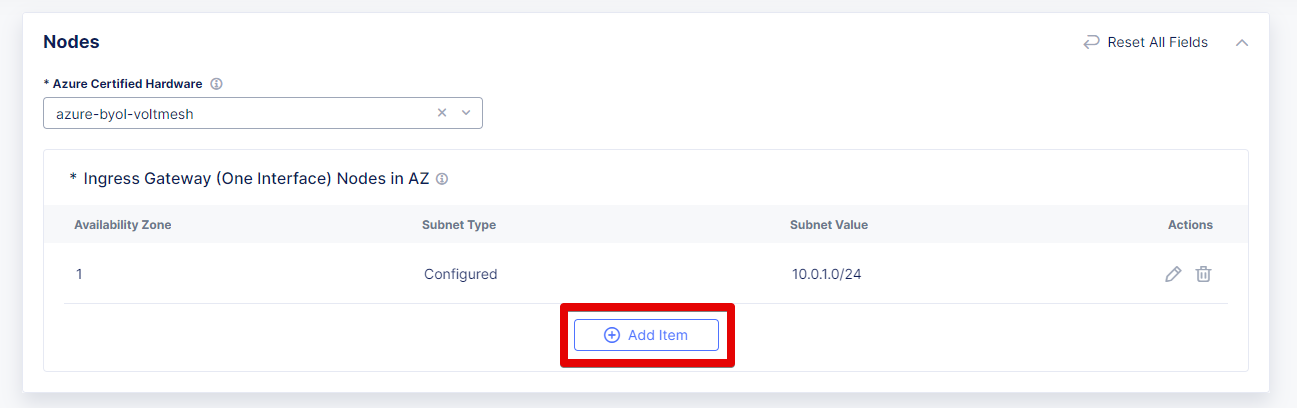 Nodes
Reset All Fields
* Azure Certified Hardware
azure-byol-voltmesh
* Ingress Gateway (One Interface) Nodes in AZ
Availability Zone Subnet Type Subnet Value Actions
1 Configured 10.0.1.0/24
Add Item